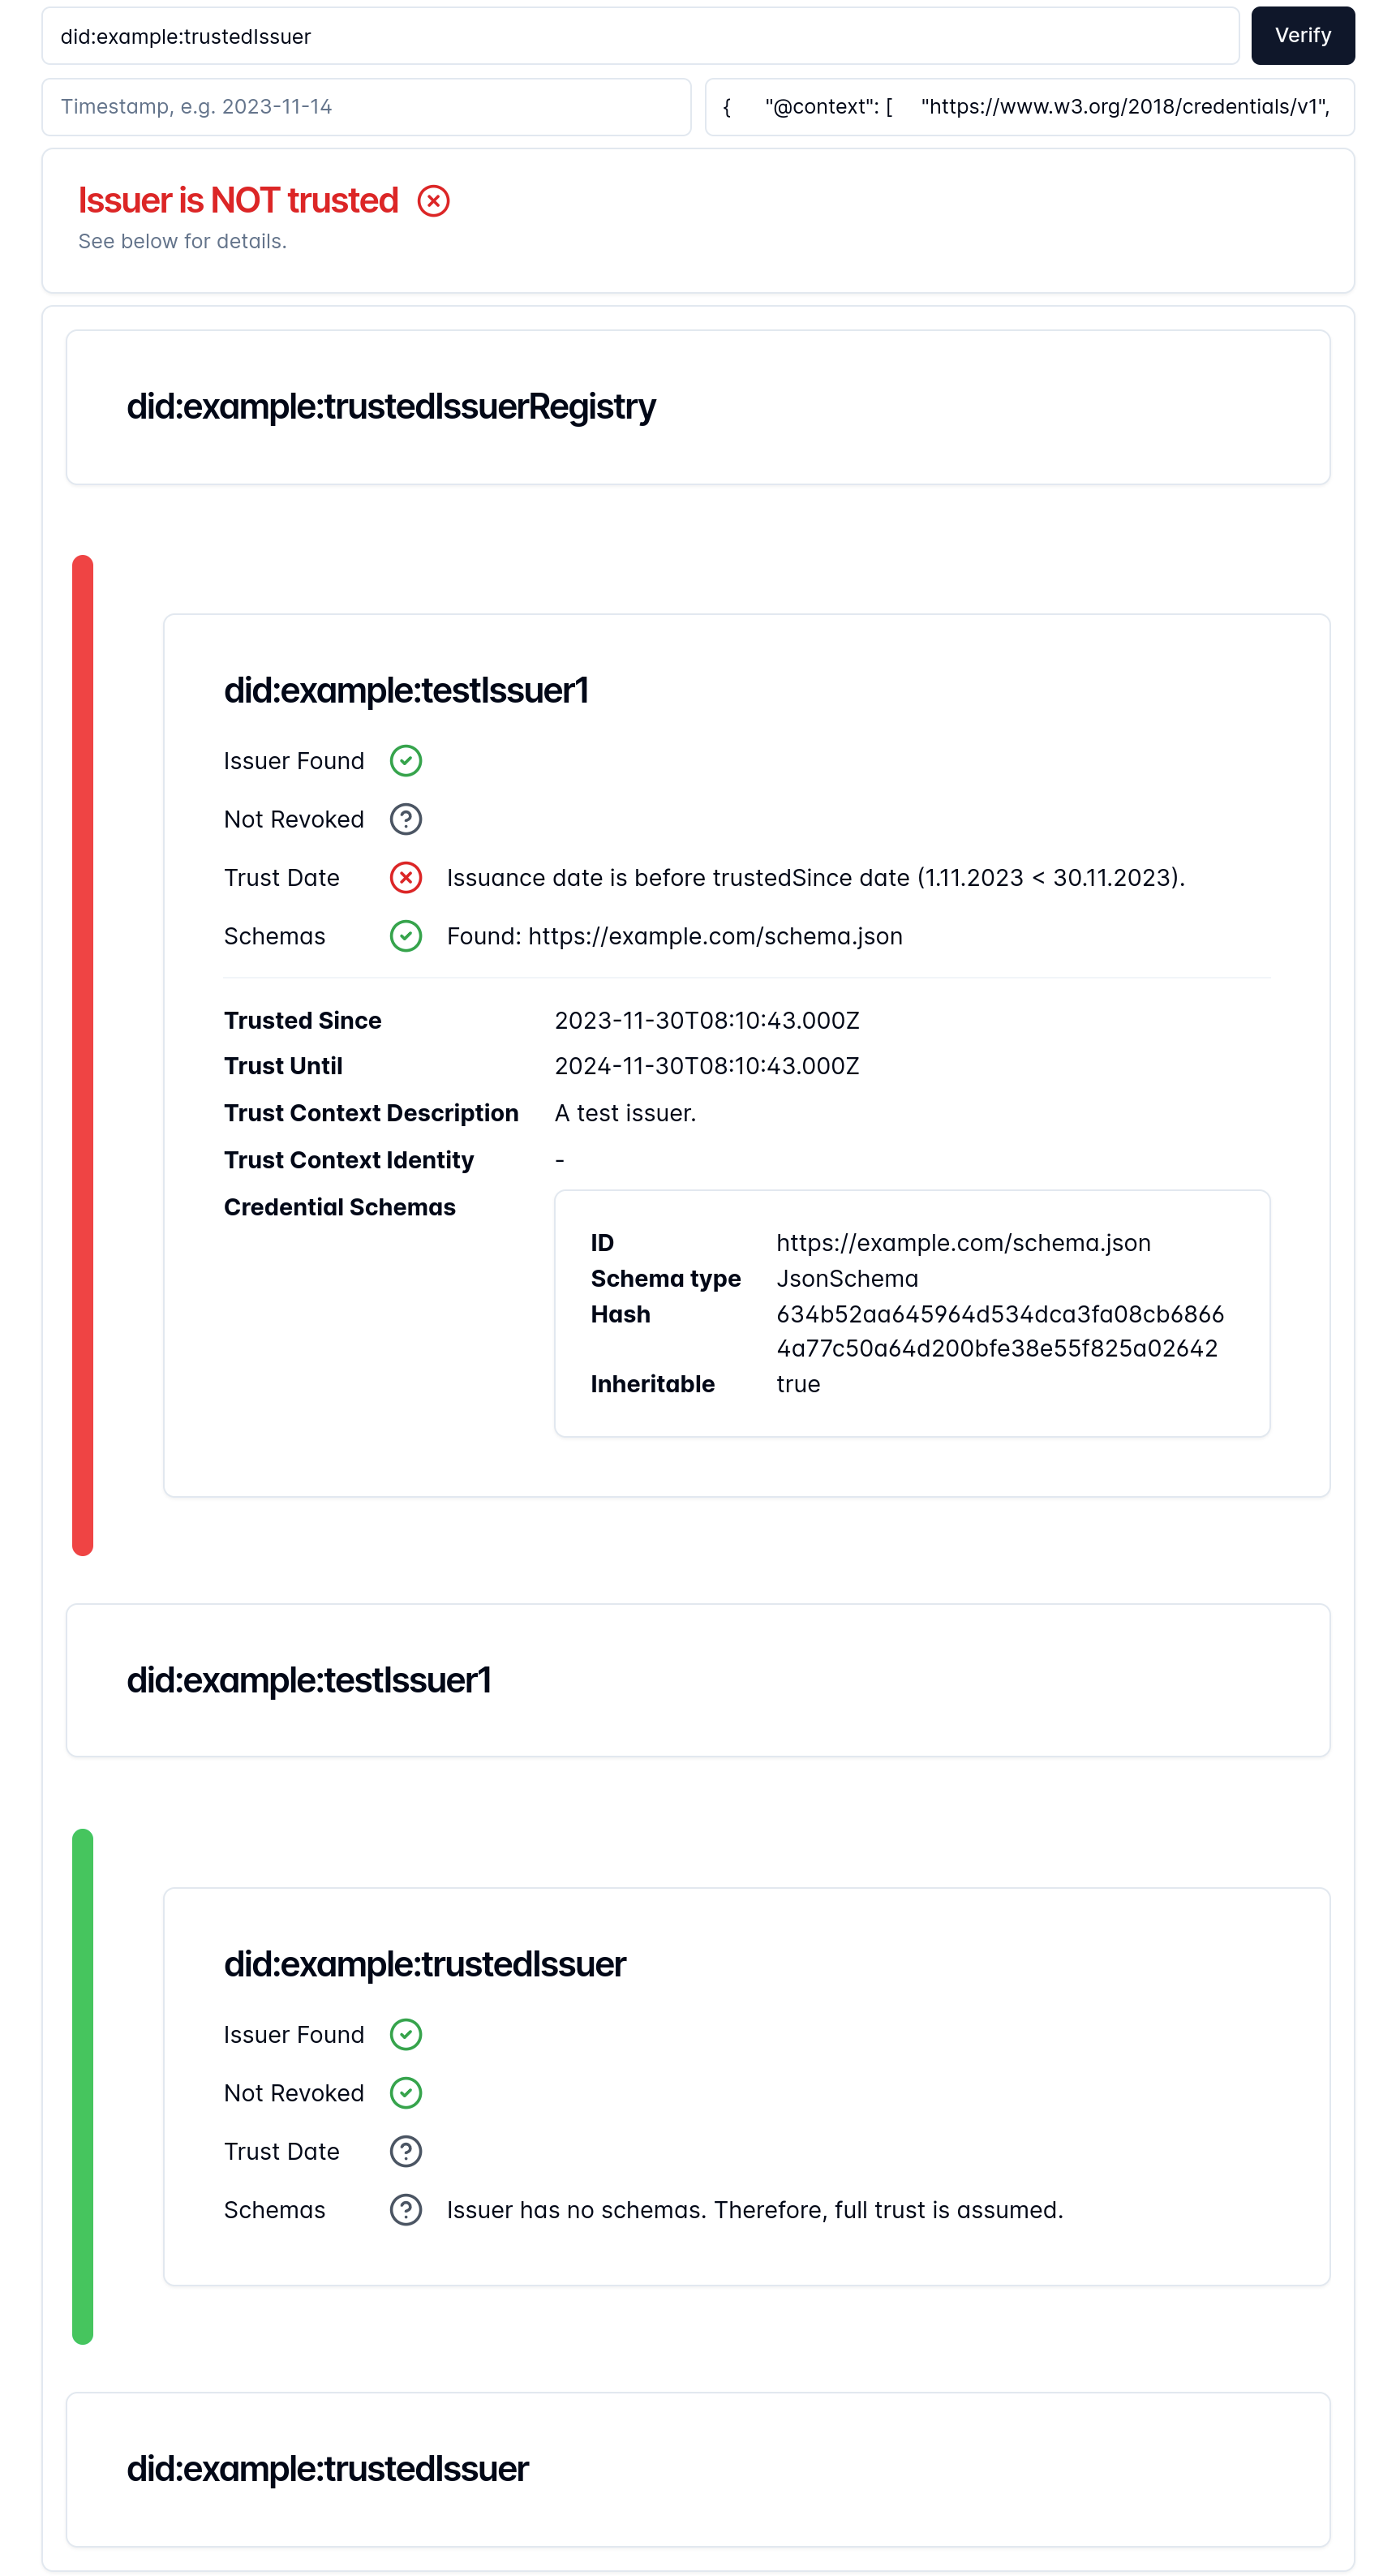 did:example:trustedIssuer
Verify
Timestamp, e.g. 2023-11-14
{ "@context": [ "https://www.w3.org/2018/credentials/v1",
Issuer is NOT trusted
See below for details.
did:example:trustedIssuerRegistry
did:example:testIssuer1
Issuer Found
Not Revoked
Trust Date Issuance date is before trustedSince date (1.11.2023 < 30.11.2023).
Schemas Found: https://example.com/schema.json
Trusted Since 2023-11-30T08:10:43.000Z
Trust Until 2024-11-30T08:10:43.000Z
Trust Context Description A test issuer.
Trust Context Identity -
Credential Schemas
ID https://example.com/schema.json
Schema type JsonSchema
Hash 634b52aa645964d534dca3fa08cb6866
4a77c50a64d200bfe38e55f825a02642
Inheritable true
did:example:testIssuer1
did:example:trustedIssuer
Issuer Found
Not Revoked
Trust Date
Schemas Issuer has no schemas. Therefore, full trust is assumed.
did:example:trustedIssuer